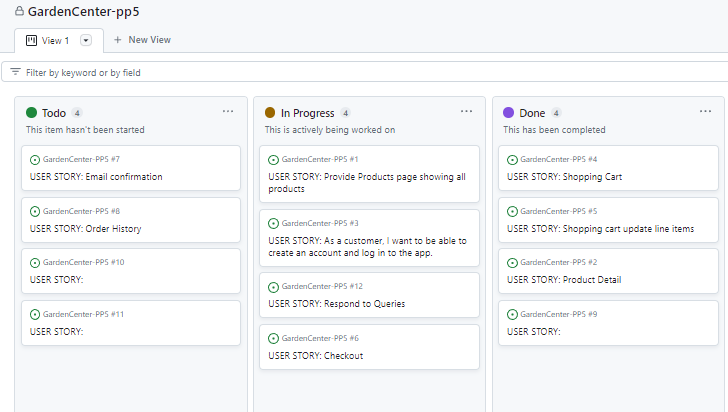 GardenCenter-pp5
View 1
+ New View
Filter by keyword or by field
Todo 4
This item hasn't been started
GardenCenter-PP5 #7
USER STORY: Email confirmation
GardenCenter-PP5 #8
USER STORY: Order History
GardenCenter-PP5 #10
USER STORY:
GardenCenter-PP5 #11
USER STORY:
In Progress 4
This is actively being worked on
GardenCenter-PP5 #1
USER STORY: Provide Products page showing all
products
GardenCenter-PP5 #3
USER STORY: As a customer, I want to be able to
create an account and log in to the app.
GardenCenter-PP5 #12
USER STORY: Respond to Queries
GardenCenter-PP5 #6
USER STORY: Checkout
Done 4
This has been completed
GardenCenter-PP5 #4
USER STORY: Shopping Cart
GardenCenter-PP5 #5
USER STORY: Shopping cart update line items
GardenCenter-PP5 #2
USER STORY: Product Detail
GardenCenter-PP5 #9
USER STORY: